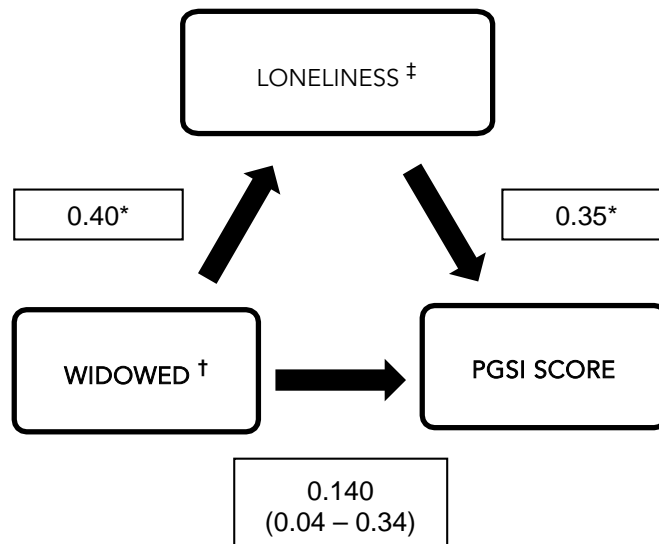 LONELINESS ‡
0.40*
0.35*
WIDOWED †
PGSI SCORE
0.140
(0.04 – 0.34)